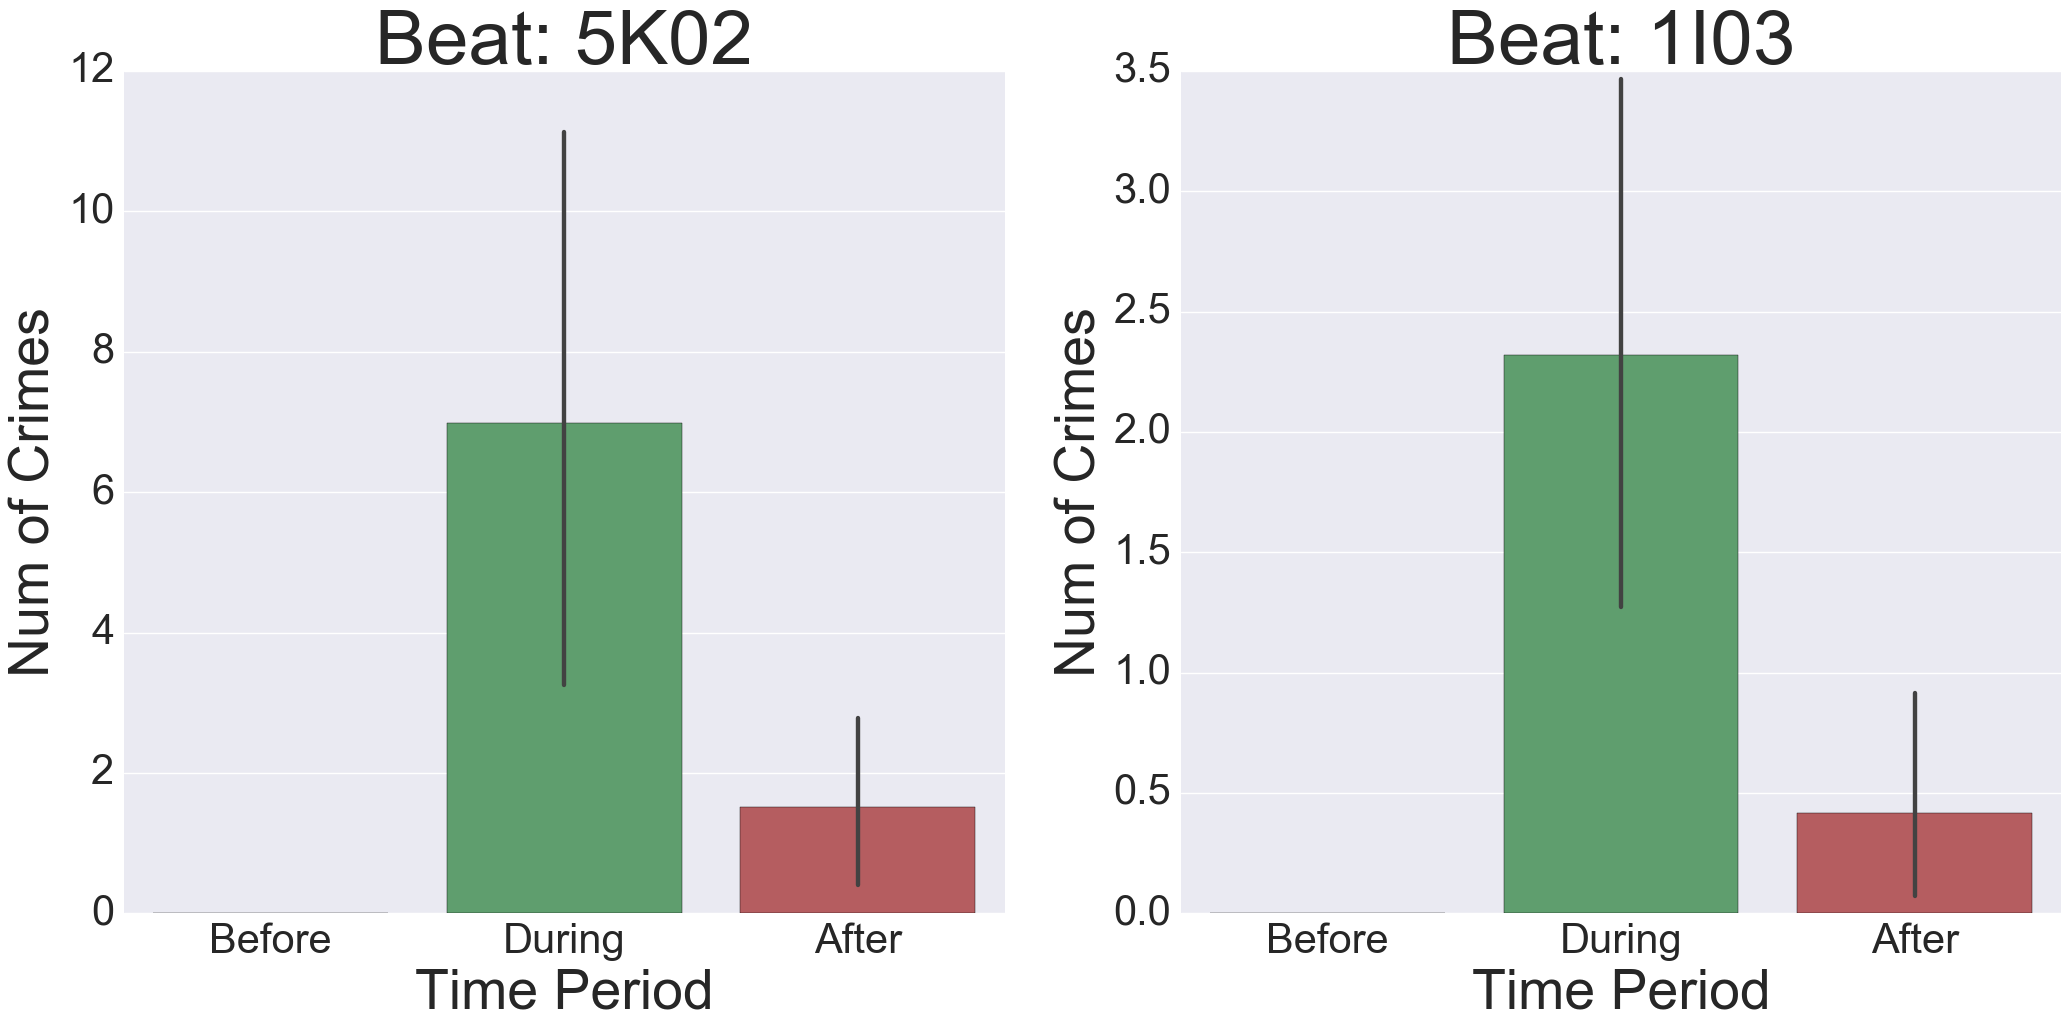 Beat: 5K02
12
10
8
6
4
2
0
Num of Crimes
Before During After
Time Period
Beat: 1I03
3.5
3.0
2.5
2.0
1.5
1.0
0.5
0.0
Num of Crimes
Before During After
Time Period